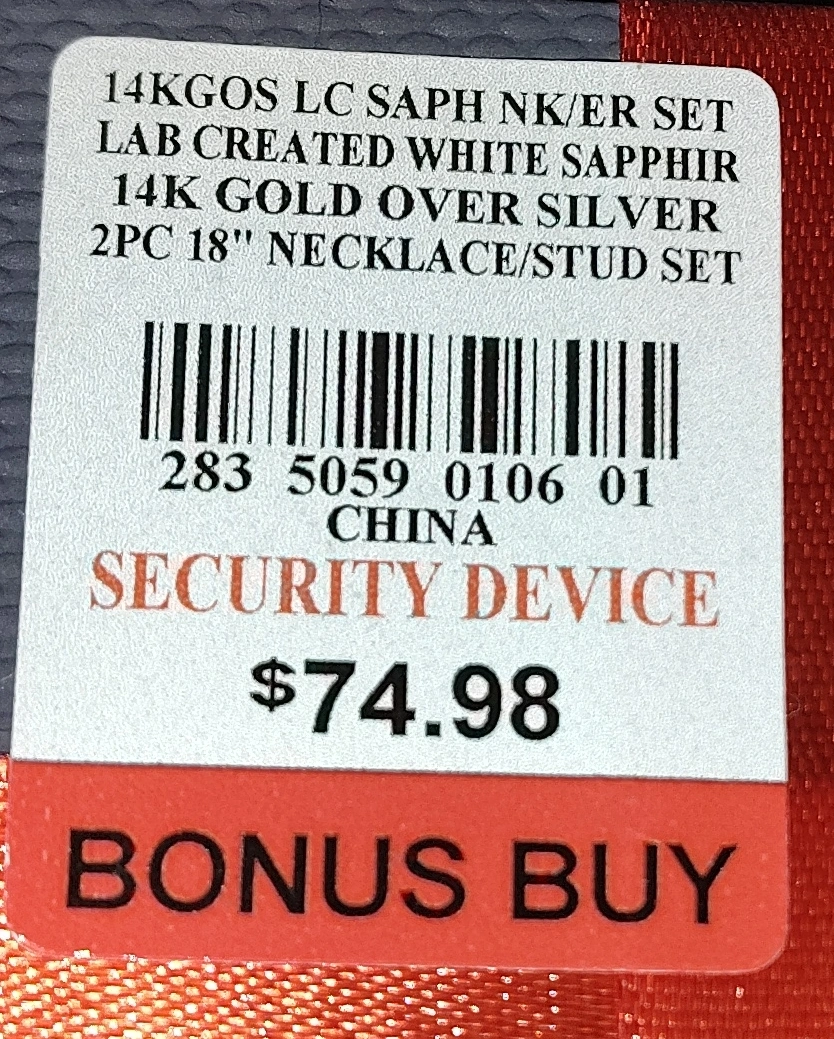 14KGOS LC SAPH NK/ER SET
LAB CREATED WHITE SAPPHIR
14K GOLD OVER SILVER
2PC 18" NECKLACE/STUD SET
283 5059 0106 01
CHINA
SECURITY DEVICE
$74.98
BONUS BUY